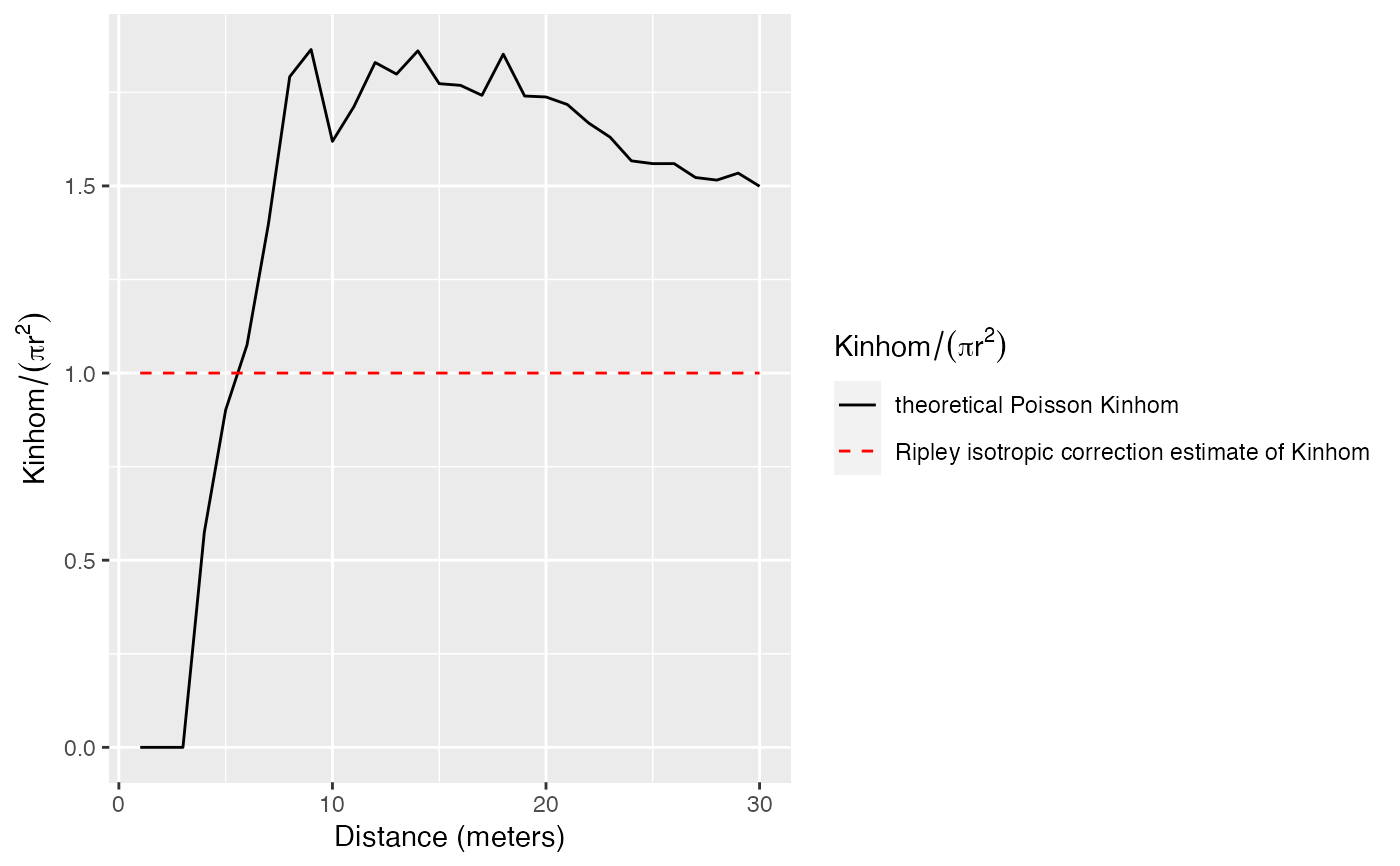 1.5
1.0
0.5
0.0
Kinhom/(πr²)
0 10 20 30
Distance (meters)
Kinhom/(πr²)
theoretical Poisson Kinhom
Ripley isotropic correction estimate of Kinhom